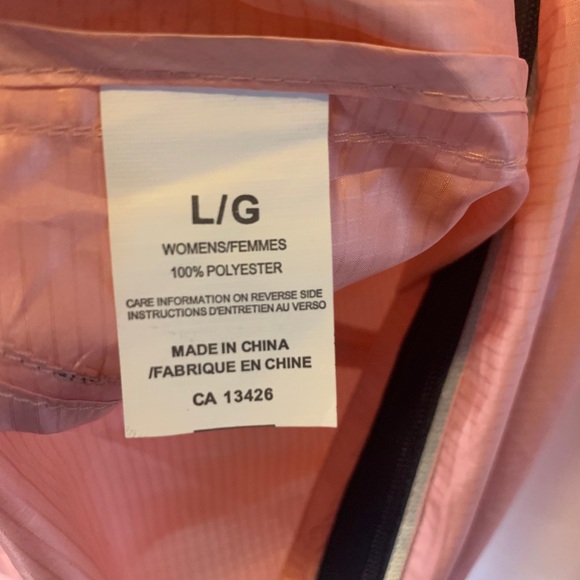 L/G
WOMENS/FEMMES
100% POLYESTER
CARE INFORMATION ON REVERSE SIDE
INSTRUCTIONS D'ENTRETIEN AU VERSO
MADE IN CHINA
/FABRIQUE EN CHINE
CA 13426